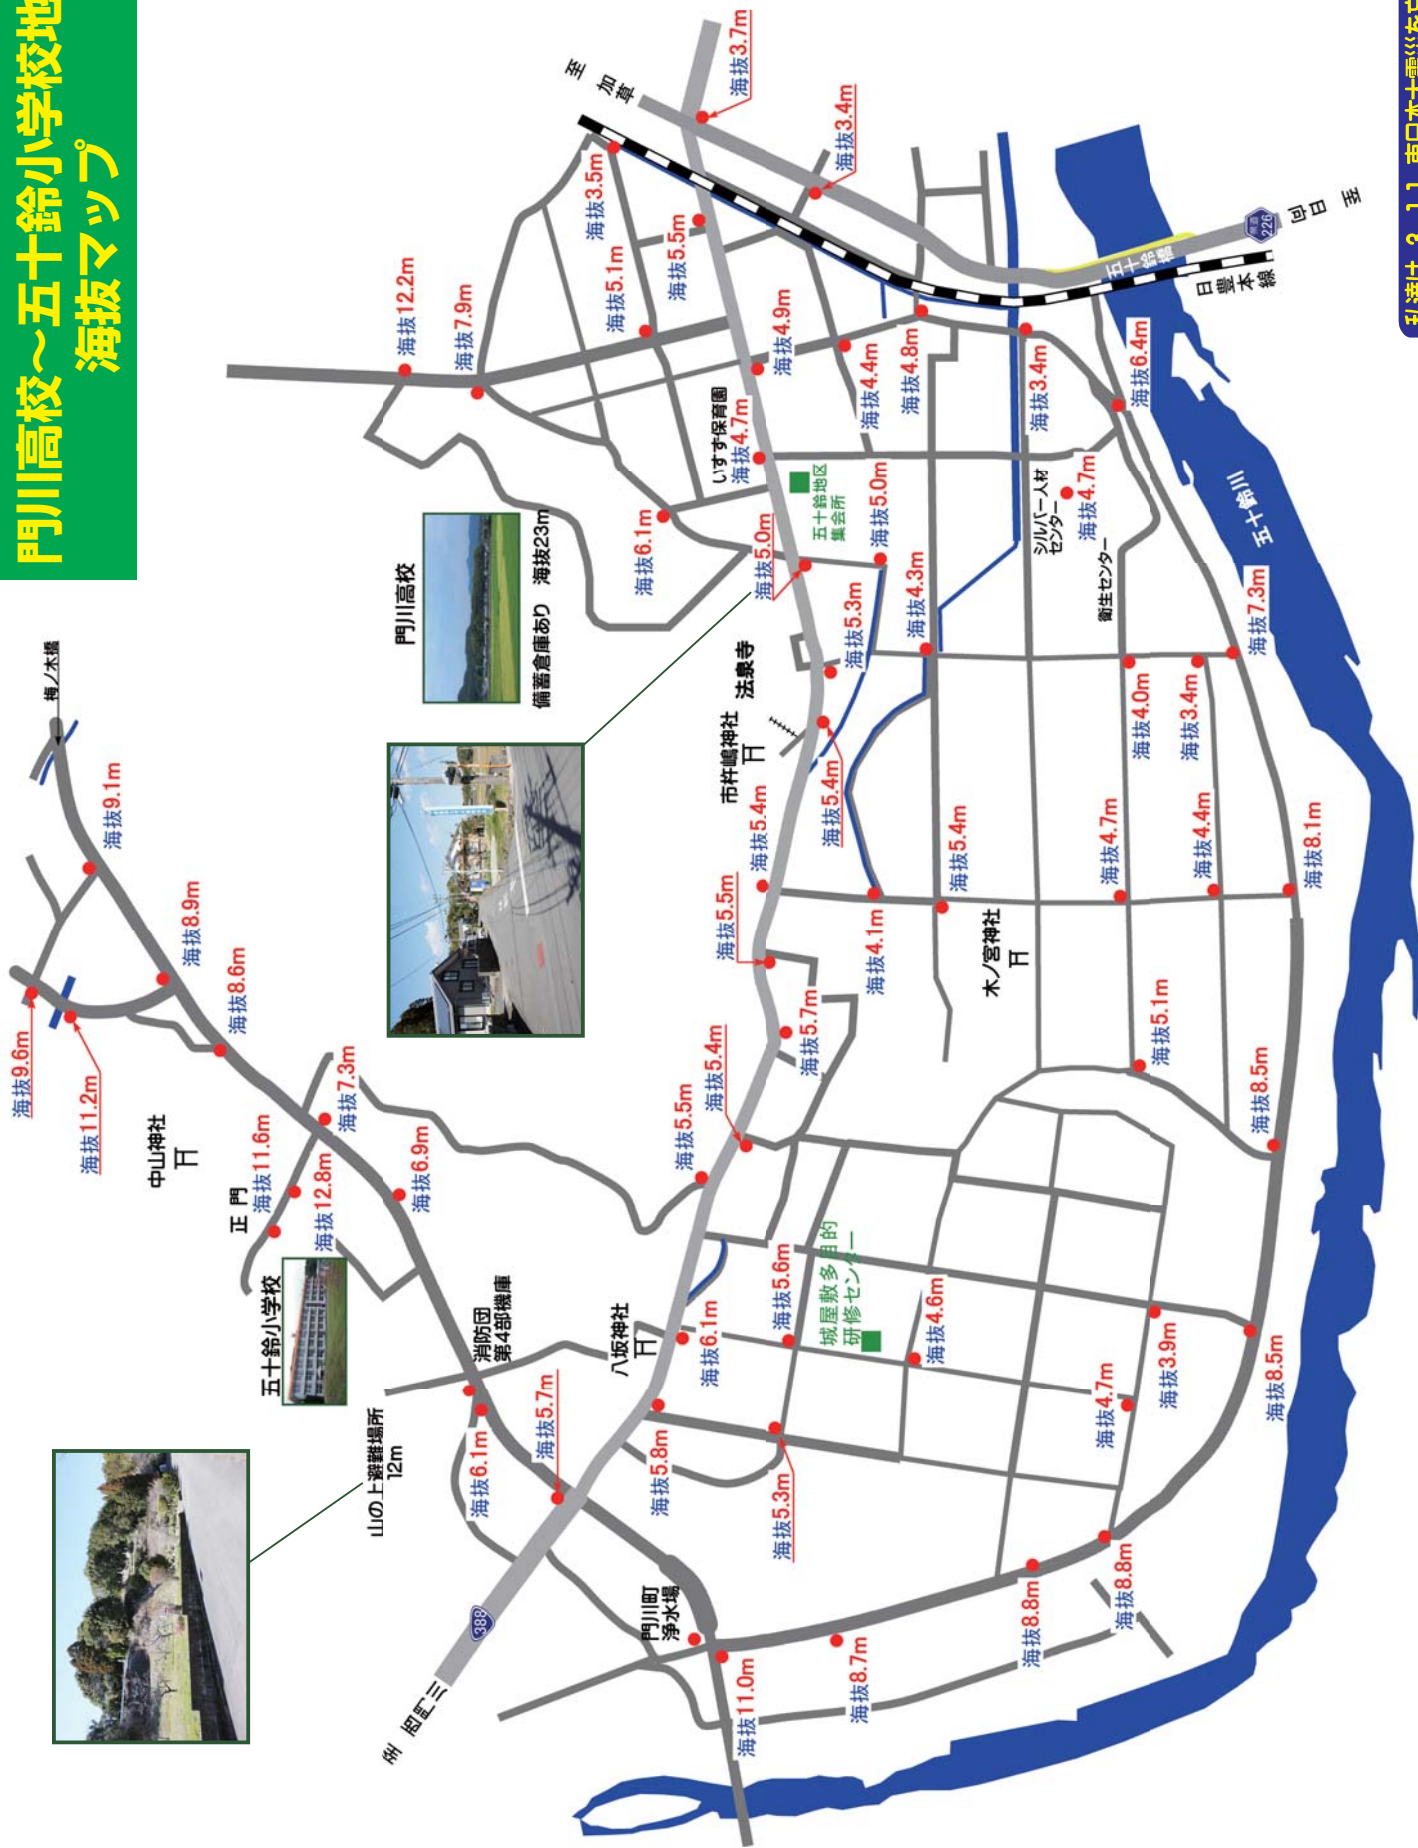 門川高校～五十鈴小学校地
海抜マップ
至 加草
海抜3.7m
海抜3.4m
海抜3.5m
海抜5.5m
海抜5.1m
海抜12.2m
海抜7.9m
海抜4.9m
海抜4.4m
海抜4.8m
海抜3.4m
海抜6.4m
いすず保育園
海抜4.7m
五十鈴地区
集会所
海抜5.0m
海抜6.1m
海抜5.0m
シルバー人材
センター
海抜4.7m
衛生センター
県道
226
至 日向
五十鈴橋
日豊本線
五十鈴川
門川高校
備蓄倉庫あり 海抜23m
海抜5.3m
海抜4.3m
法泉寺
市杵嶋神社
海抜7.3m
海抜4.0m
海抜3.4m
海抜5.4m
海抜5.4m
海抜5.4m
海抜4.7m
海抜4.4m
海抜8.1m
海抜5.5m
海抜4.1m
木ノ宮神社
海抜5.7m
海抜5.1m
海抜8.5m
海抜5.4m
海抜5.5m
梅ノ木橋
海抜9.1m
海抜8.9m
海抜8.6m
海抜9.6m
海抜11.2m
中山神社
海抜7.3m
正門
海抜11.6m
海抜12.8m
海抜6.9m
五十鈴小学校
消防団
第4部機庫
八坂神社
海抜6.1m
海抜5.6m
城屋敷多目的
研修センター
海抜4.6m
海抜3.9m
海抜8.5m
海抜4.7m
山の上避難場所
12m
海抜6.1m
海抜5.7m
海抜5.8m
海抜5.3m
388
門川町
浄水場
海抜8.8m
海抜8.8m
海抜8.7m
海抜11.0m